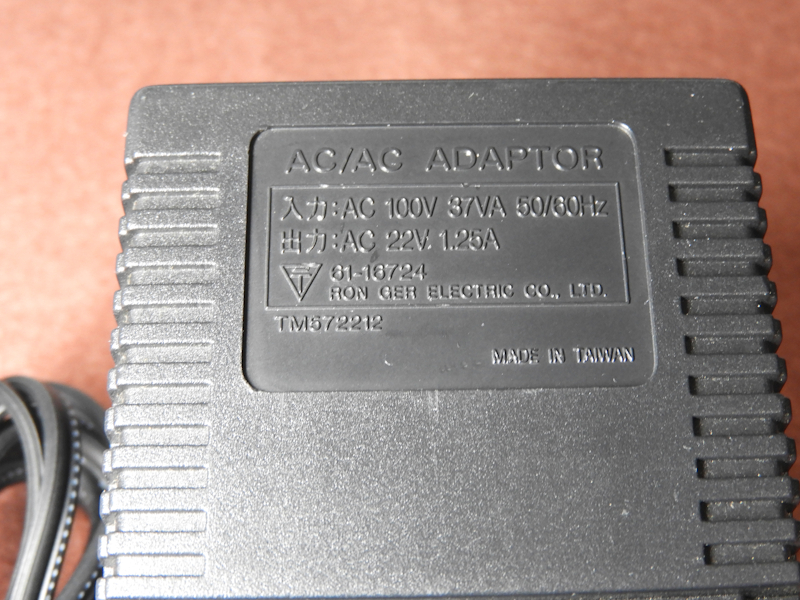 AC/AC ADAPTOR
入力:AC 100V 37VA 50/60Hz
出力:AC 22V. 1.25A
61-16724
RON GER ELECTRIC CO., LTD.
TM572212
MADE IN TAIWAN